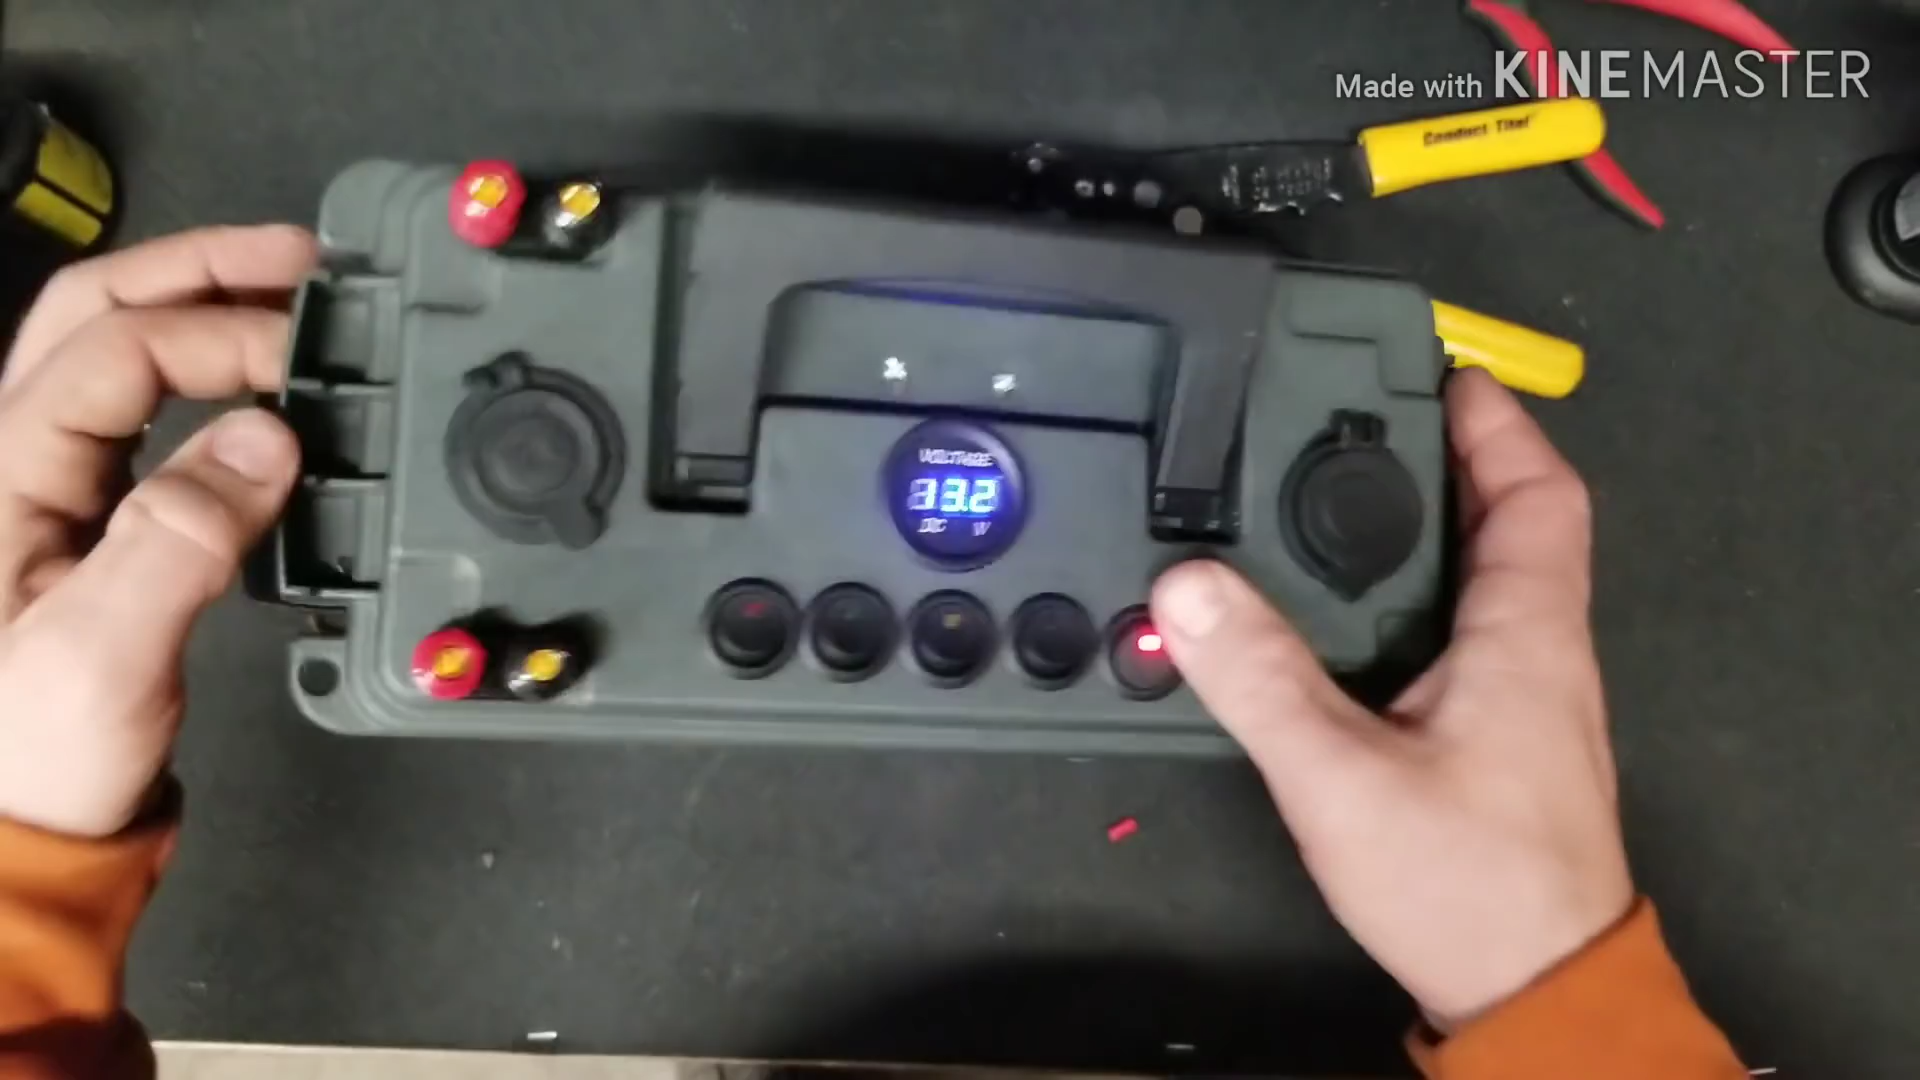 Made with KINEMASTER
Conduct Tite!
VOLTAGE
13.2
DC V